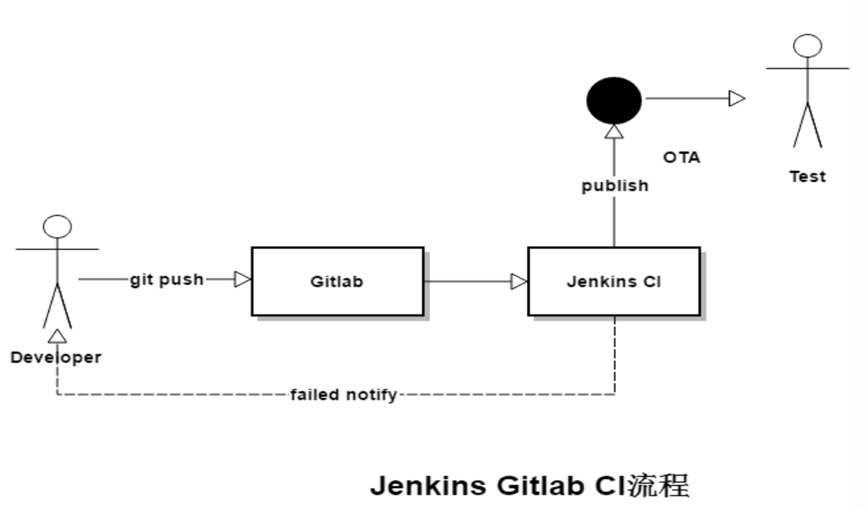 OTA
Test
publish
git push
Gitlab
Jenkins CI
Developer
failed notify
Jenkins Gitlab CI流程